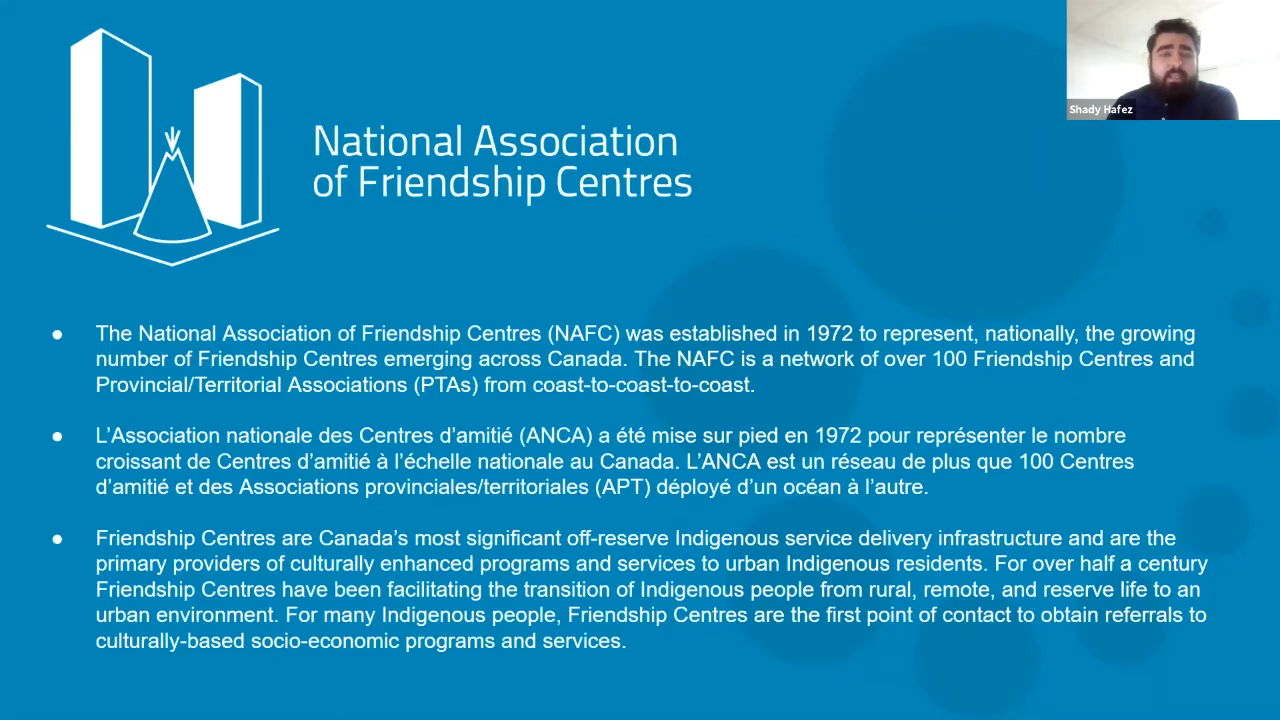 Shady Hafez
National Association
of Friendship Centres
● The National Association of Friendship Centres (NAFC) was established in 1972 to represent, nationally, the growing
number of Friendship Centres emerging across Canada. The NAFC is a network of over 100 Friendship Centres and
Provincial/Territorial Associations (PTAs) from coast-to-coast-to-coast.
● L’Association nationale des Centres d’amitié (ANCA) a été mise sur pied en 1972 pour représenter le nombre
croissant de Centres d’amitié à l’échelle nationale au Canada. L’ANCA est un réseau de plus que 100 Centres
d’amitié et des Associations provinciales/territoriales (APT) déployé d’un océan à l’autre.
● Friendship Centres are Canada’s most significant off-reserve Indigenous service delivery infrastructure and are the
primary providers of culturally enhanced programs and services to urban Indigenous residents. For over half a century
Friendship Centres have been facilitating the transition of Indigenous people from rural, remote, and reserve life to an
urban environment. For many Indigenous people, Friendship Centres are the first point of contact to obtain referrals to
culturally-based socio-economic programs and services.